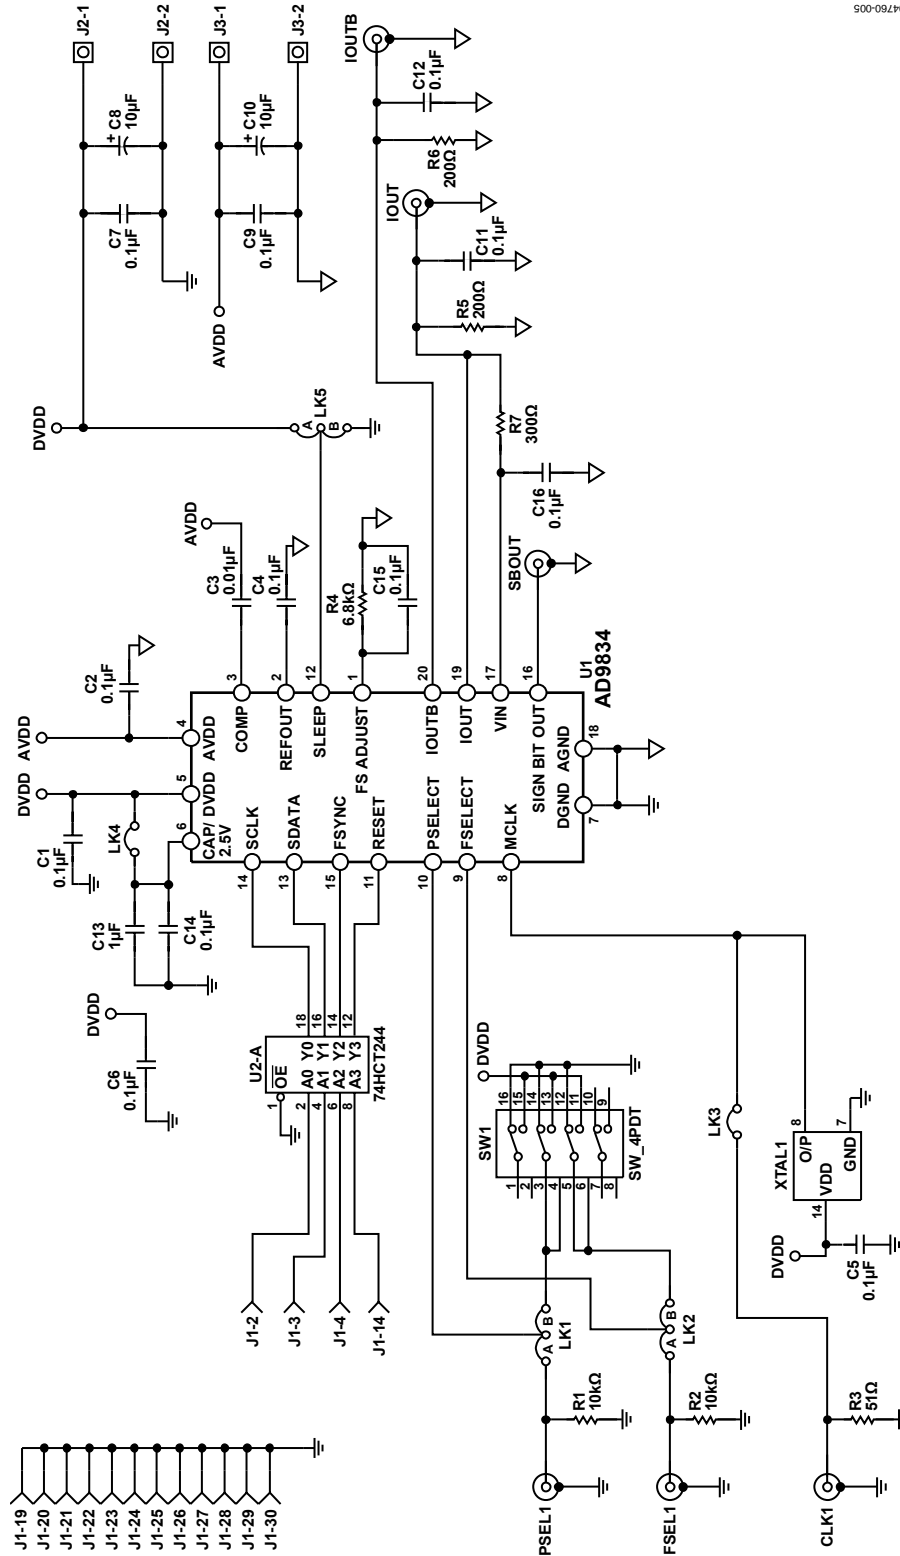 J1-19
J1-20
J1-21
J1-22
J1-23
J1-24
J1-25
J1-26
J1-27
J1-28
J1-29
J1-30
DVDD
C6
0.1µF
C13
1µF
C14
0.1µF
C1
0.1µF
LK4
DVDD
AVDD
C2
0.1µF
6
5
4
CAP/
2.5V
DVDD
AVDD
J1-2
J1-3
J1-4
J1-14
U2-A
1
OE
2
A0
Y0
18
4
A1
Y1
16
6
A2
Y2
14
8
A3
Y3
12
74HCT244
14
SCLK
13
SDATA
15
FSYNC
11
RESET
10
PSELECT
9
FSELECT
8
MCLK
COMP
3
REFOUT
2
SLEEP
12
FS ADJUST
1
IOUTB
20
IOUT
19
VIN
17
SIGN BIT OUT
16
DGND
7
AGND
18
U1
AD9834
C3
0.01µF
AVDD
C4
0.1µF
R4
6.8kΩ
C15
0.1µF
DVDD
A
B
LK5
J2-1
J2-2
C7
0.1µF
C8
+
10µF
J3-1
J3-2
AVDD
C9
0.1µF
C10
+
10µF
IOUTB
C12
0.1µF
R6
200Ω
IOUT
C11
0.1µF
R5
200Ω
R7
300Ω
C16
0.1µF
SBOUT
DVDD
SW1
1
2
3
4
5
6
7
8
16
15
14
13
12
11
10
9
SW_4PDT
PSEL1
R1
10kΩ
A
B
LK1
FSEL1
R2
10kΩ
A
B
LK2
CLK1
R3
51Ω
LK3
DVDD
C5
0.1µF
XTAL1
14
VDD
O/P
8
GND
7